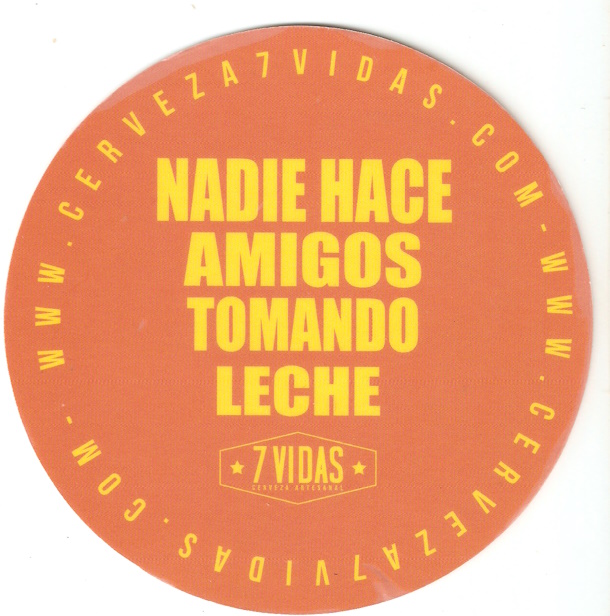 WWW.CERVEZA7VIDAS.COM-WWW.CERVEZA7VIDAS.COM-
NADIE HACE
AMIGOS
TOMANDO
LECHE
7 VIDAS
CERVEZA ARTESANAL